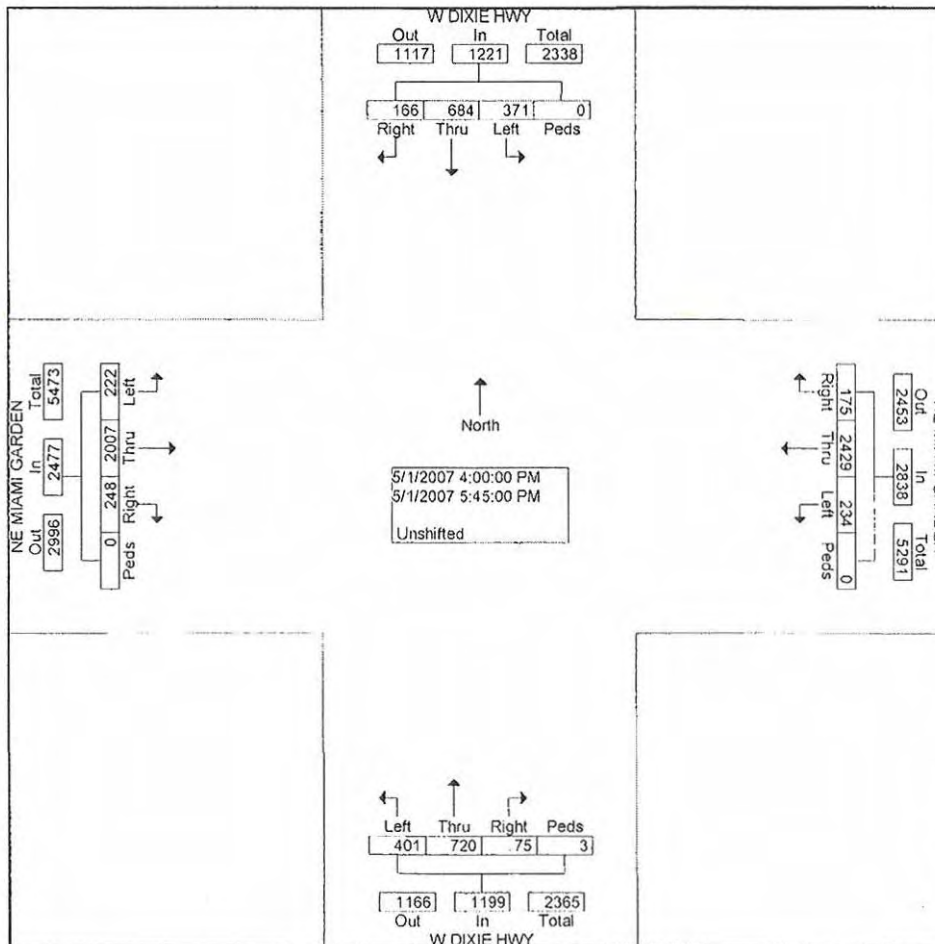 W DIXIE HWY
Out In Total
1117 1221 2338
166 684 371 0
Right Thru Left Peds
NE MIAMI GARDEN
Total In Out
5473 2477 2996
222 2007 248 0
Left Thru Right Peds
North
5/1/2007 4:00:00 PM
5/1/2007 5:45:00 PM
Unshifted
Right Thru Left Peds
175 2429 234 0
Out In Total
2453 2838 5291
Left Thru Right Peds
401 720 75 3
1166 1199 2365
Out In Total
W DIXIE HWY